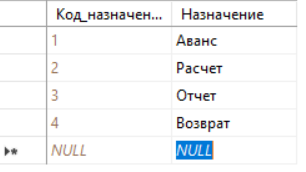 Код_назначен... Назначение
1 Аванс
2 Расчет
3 Отчет
4 Возврат
NULL NULL